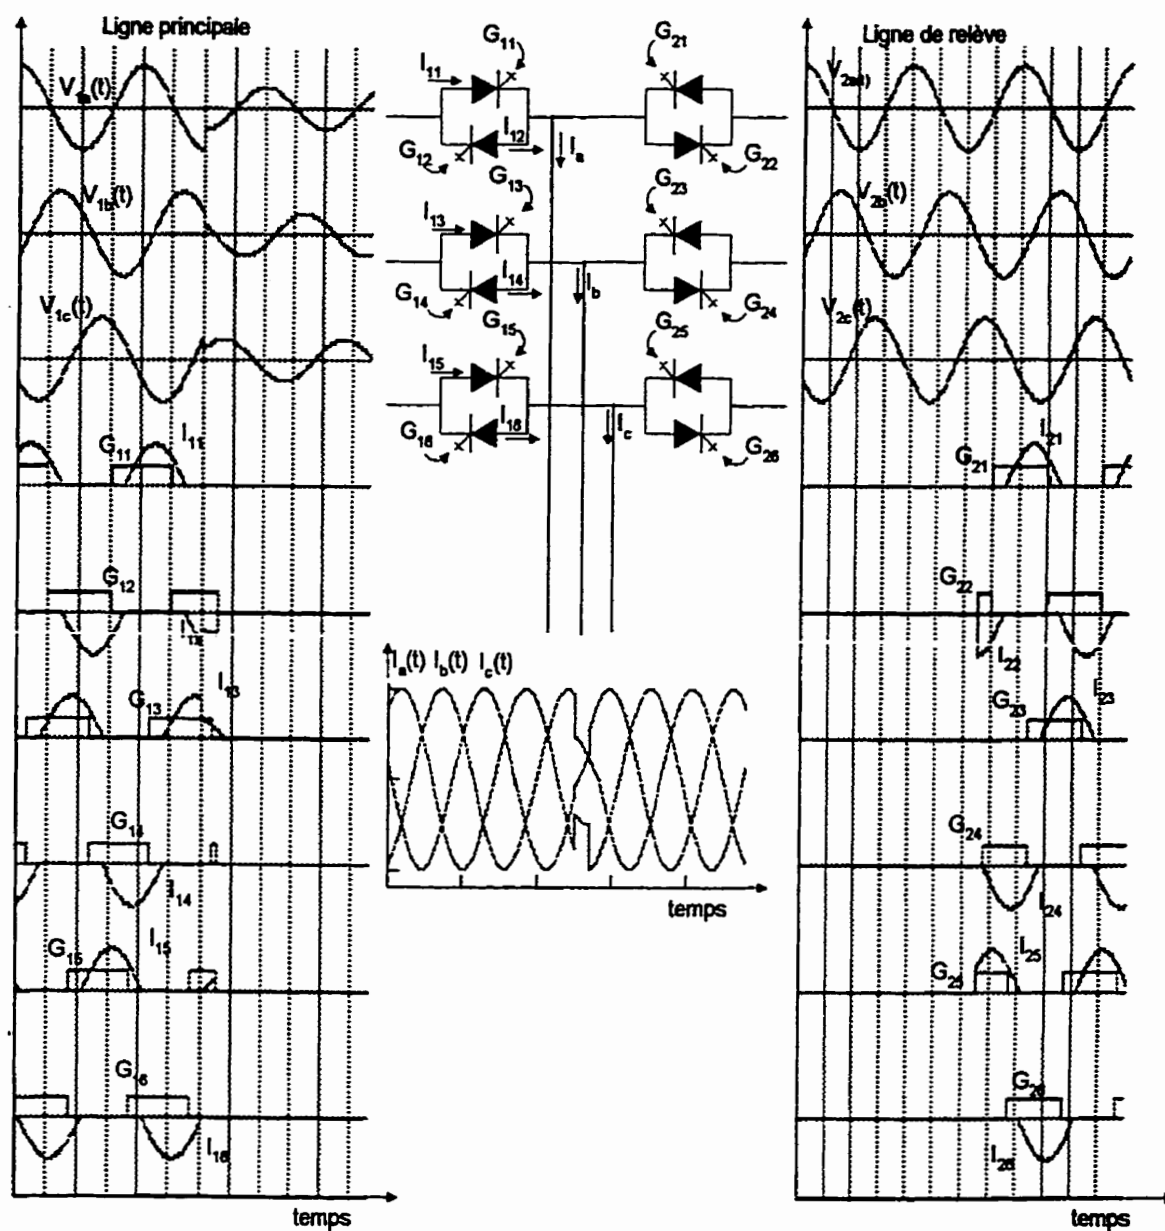 Ligne principale
V1a(t)
V1b(t)
V1c(t)
G11
I11
G12
G13
I13
G14
I14
G15
I15
G16
I16
temps
G11
G21
I11
I12
Ia
G12
G22
G13
G23
I13
I14
Ib
G14
G24
G15
G25
I15
I16
Ic
G16
G26
Ia(t) Ib(t) Ic(t)
temps
Ligne de relève
V2a(t)
V2b(t)
V2c(t)
I21
G21
G22
I22
G23
I23
G24
I24
I25
G25
G26
I26
temps